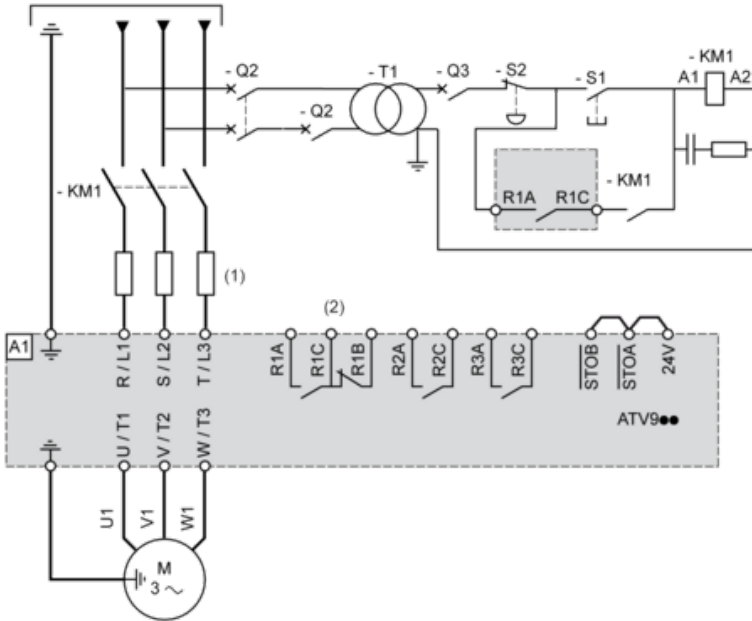 - Q2
- T1
- Q3
- S2
- S1
- KM1
A1
A2
- Q2
- KM1
R1A
R1C
- KM1
(1)
(2)
A1
R / L1
S / L2
T / L3
R1A
R1C
R1B
R2A
R2C
R3A
R3C
STOB
STOA
24V
ATV9●●
U / T1
V / T2
W / T3
U1
V1
W1
M
3 ~